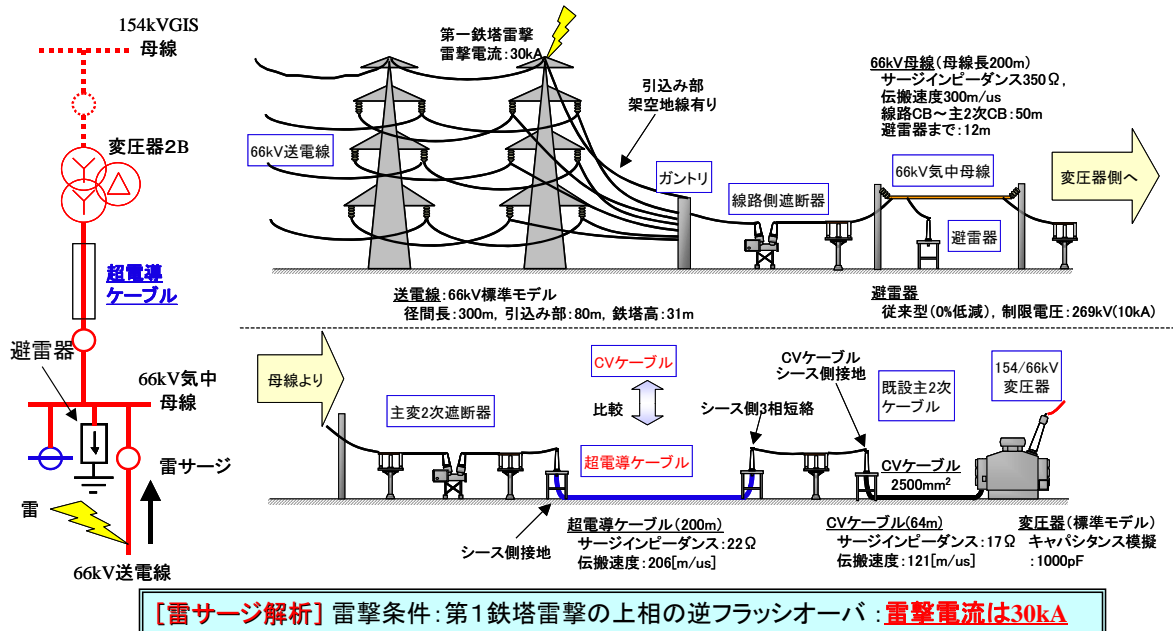 154kVGIS
母線
変圧器2B
超電導
ケーブル
避雷器
66kV気中
母線
雷サージ
雷
66kV送電線
第一鉄塔雷撃
雷撃電流:30kA
引込み部
架空地線有り
66kV送電線
ガントリ
線路側遮断器
66kV母線(母線長200m)
サージインピーダンス350Ω,
伝搬速度300m/us
線路CB~主2次CB:50m
避雷器まで:12m
66kV気中母線
避雷器
変圧器側へ
送電線:66kV標準モデル
径間長:300m, 引込み部:80m, 鉄塔高:31m
避雷器
従来型(0%低減), 制限電圧:269kV(10kA)
母線より
主変2次遮断器
CVケーブル
比較
超電導ケーブル
シース側3相短絡
CVケーブル
シース側接地
既設主2次
ケーブル
154/66kV
変圧器
CVケーブル
2500mm²
シース側接地
超電導ケーブル(200m)
サージインピーダンス:22Ω
伝搬速度:206[m/us]
CVケーブル(64m)
サージインピーダンス:17Ω
伝搬速度:121[m/us]
変圧器(標準モデル)
キャパシタンス模擬
:1000pF
[雷サージ解析] 雷撃条件:第1鉄塔雷撃の上相の逆フラッシオーバ:雷撃電流は30kA